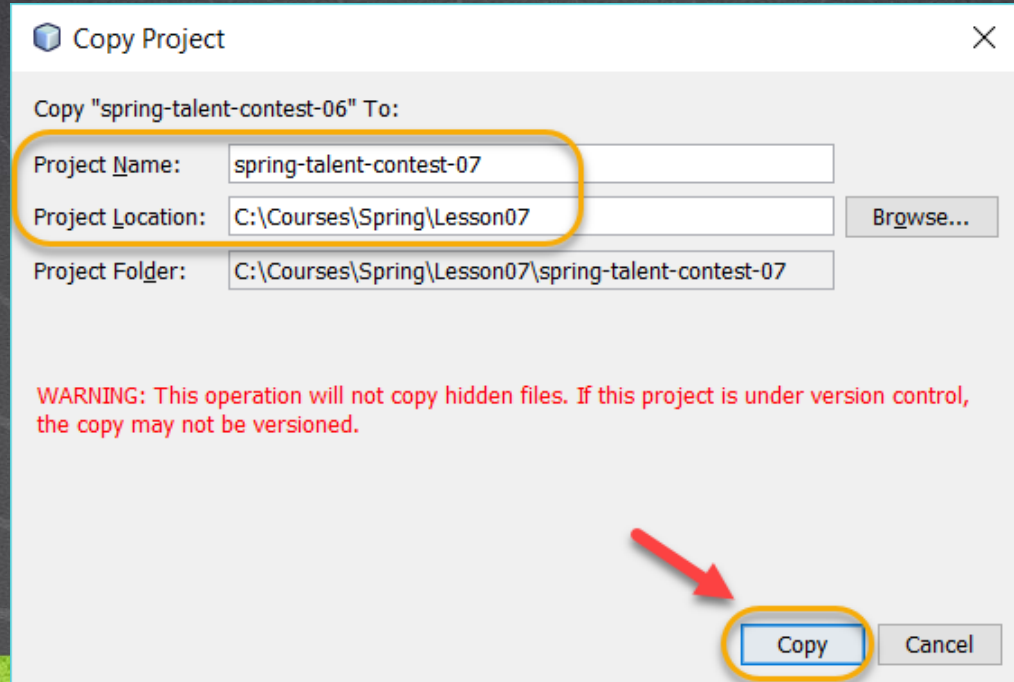 Copy Project
Copy "spring-talent-contest-06" To:
Project Name: spring-talent-contest-07
Project Location: C:\Courses\Spring\Lesson07 Browse...
Project Folder: C:\Courses\Spring\Lesson07\spring-talent-contest-07
WARNING: This operation will not copy hidden files. If this project is under version control,
the copy may not be versioned.
Copy Cancel